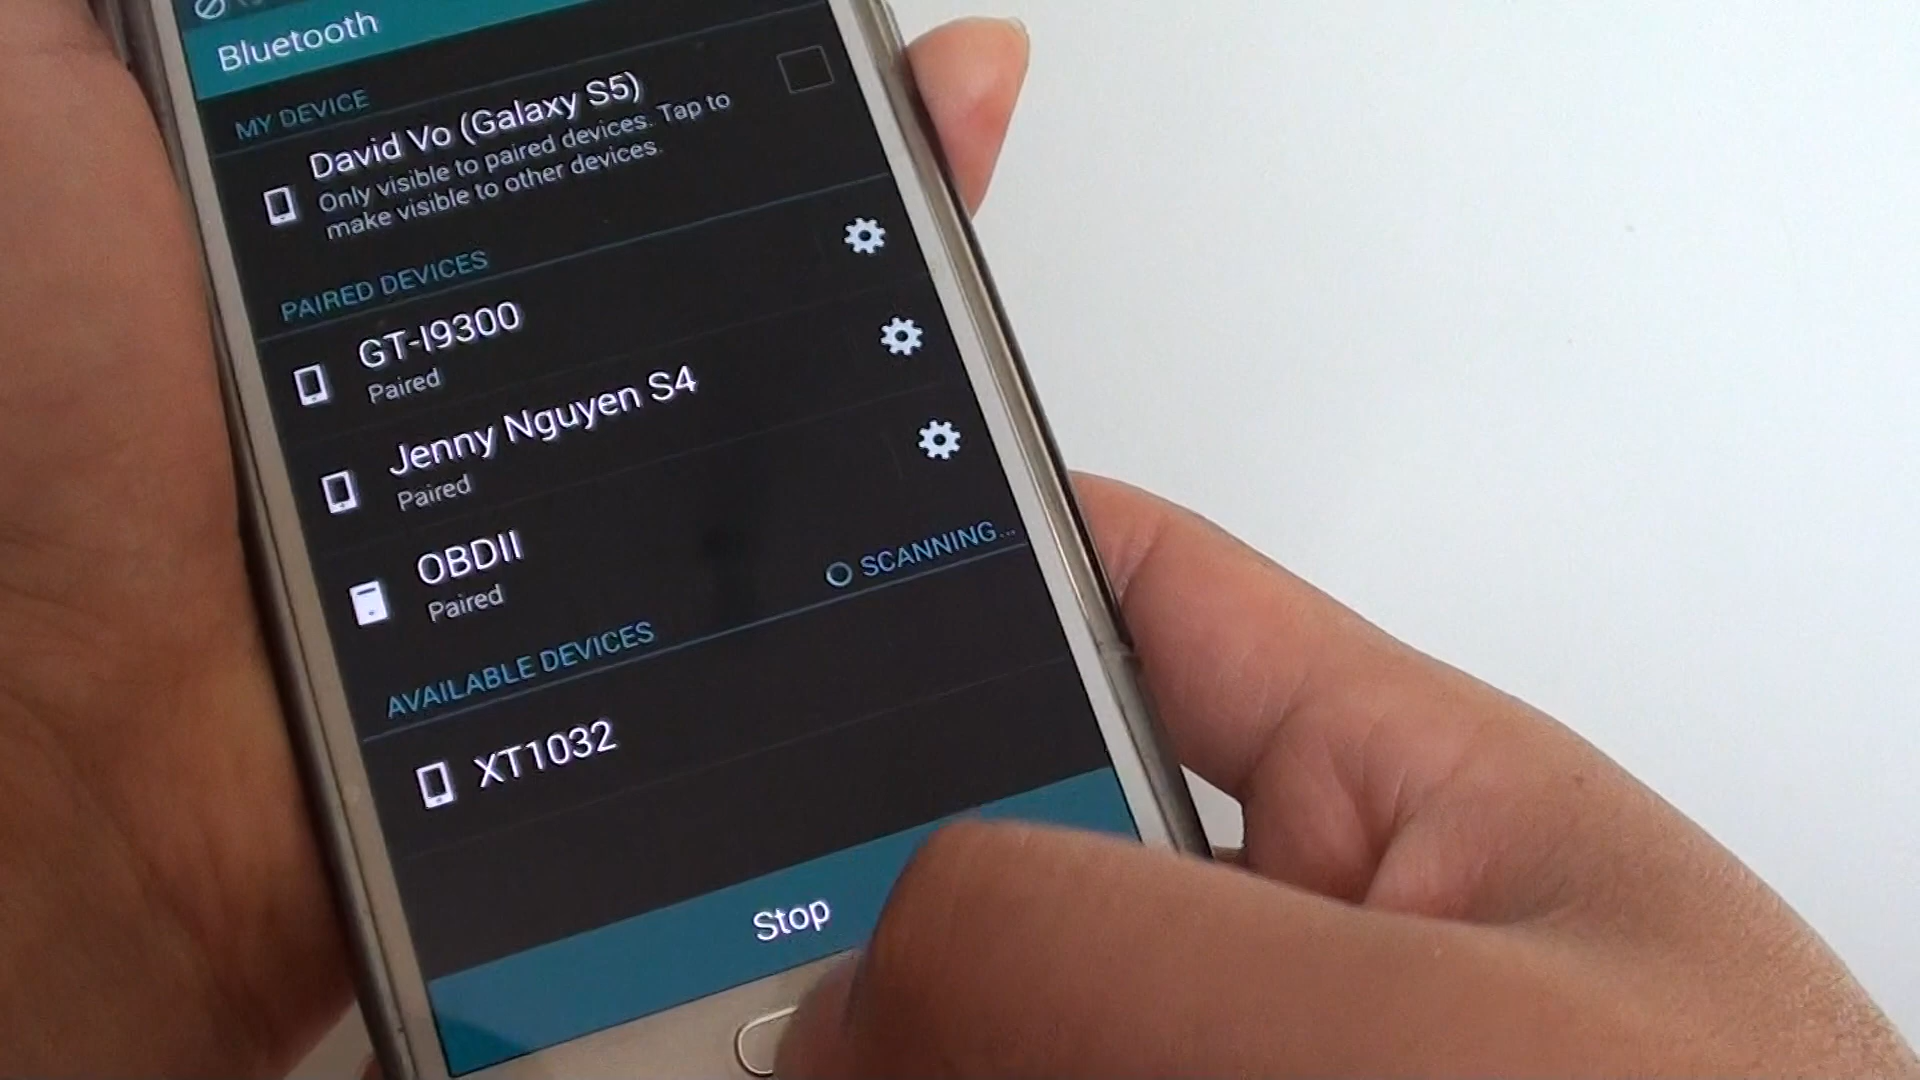 Bluetooth
MY DEVICE
David Vo (Galaxy S5)
Only visible to paired devices. Tap to
make visible to other devices.
PAIRED DEVICES
GT-I9300
Paired
Jenny Nguyen S4
Paired
OBDII
Paired
SCANNING...
AVAILABLE DEVICES
XT1032
Stop